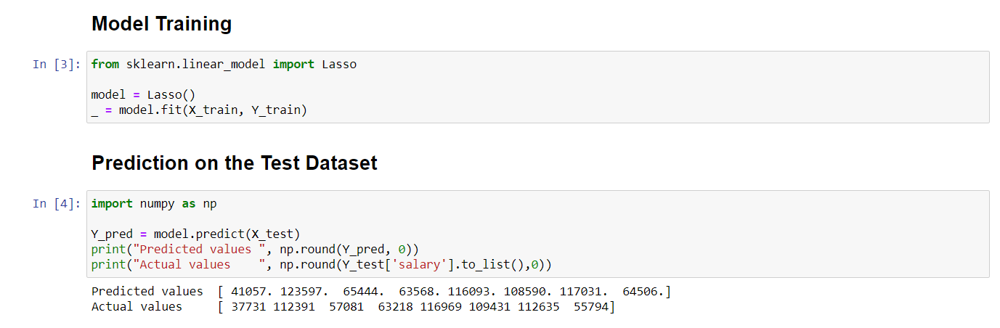 Model Training
In [3]: from sklearn.linear_model import Lasso
model = Lasso()
_ = model.fit(X_train, Y_train)
Prediction on the Test Dataset
In [4]: import numpy as np
Y_pred = model.predict(X_test)
print("Predicted values ", np.round(Y_pred, 0))
print("Actual values    ", np.round(Y_test['salary'].to_list(),0))
Predicted values  [ 41057. 123597.  65444.  63568. 116093. 108590. 117031.  64506.]
Actual values     [ 37731 112391  57081  63218 116969 109431 112635  55794]